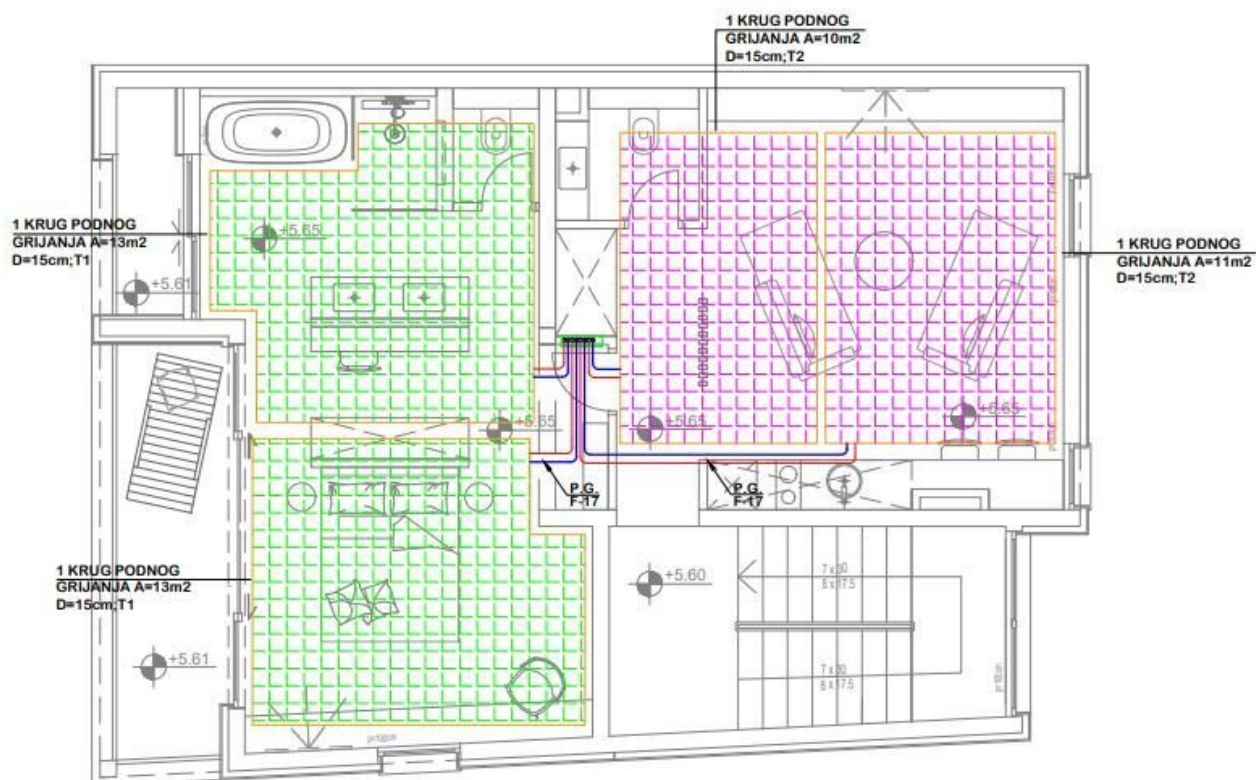 1 KRUG PODNOG
GRIJANJA A=10m2
D=15cm;T2
1 KRUG PODNOG
GRIJANJA A=13m2
D=15cm;T1
+5.65
+5.61
1 KRUG PODNOG
GRIJANJA A=11m2
D=15cm;T2
+5.65
+5.65
+5.65
P.G.
F-17
P.G.
F-17
1 KRUG PODNOG
GRIJANJA A=13m2
D=15cm;T1
+5.60
7 x 30
8 x 17.5
+5.61
7 x 30
8 x 17.5
p=100cm
p=100cm